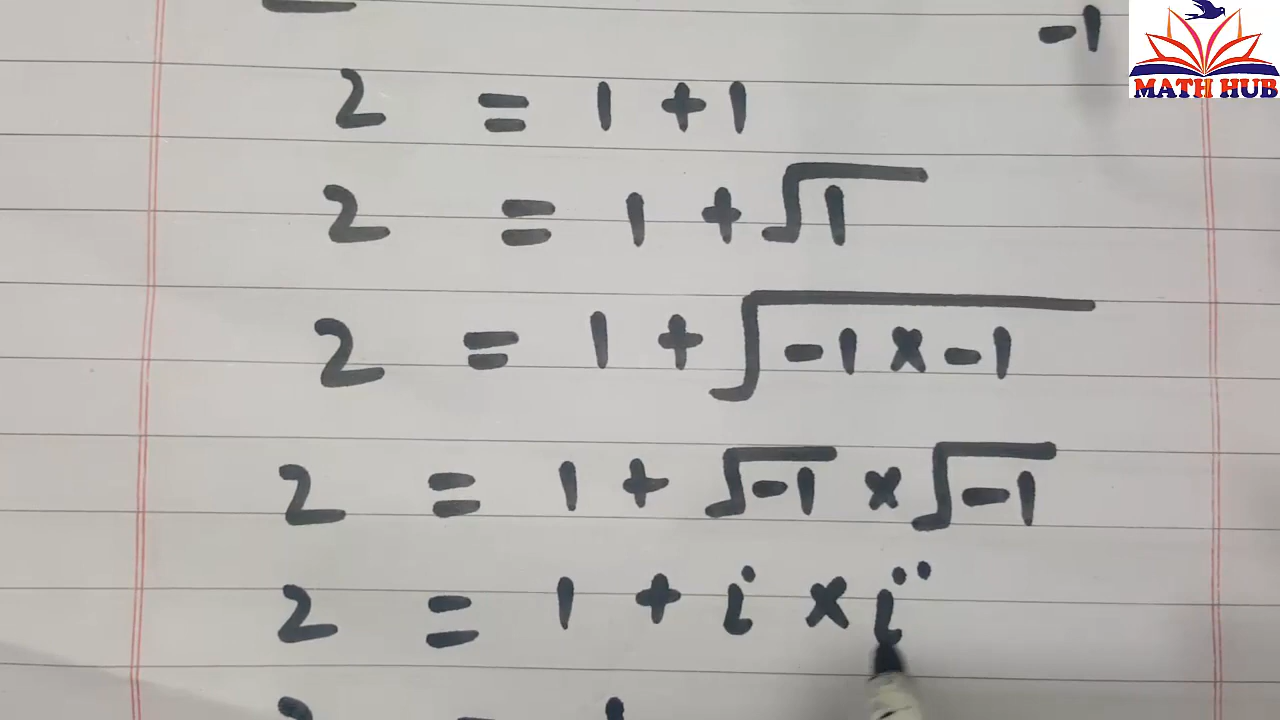 -1
MATH HUB
2 = 1 + 1
2 = 1 + √1
2 = 1 + √-1 × -1
2 = 1 + √-1 × √-1
2 = 1 + i × i